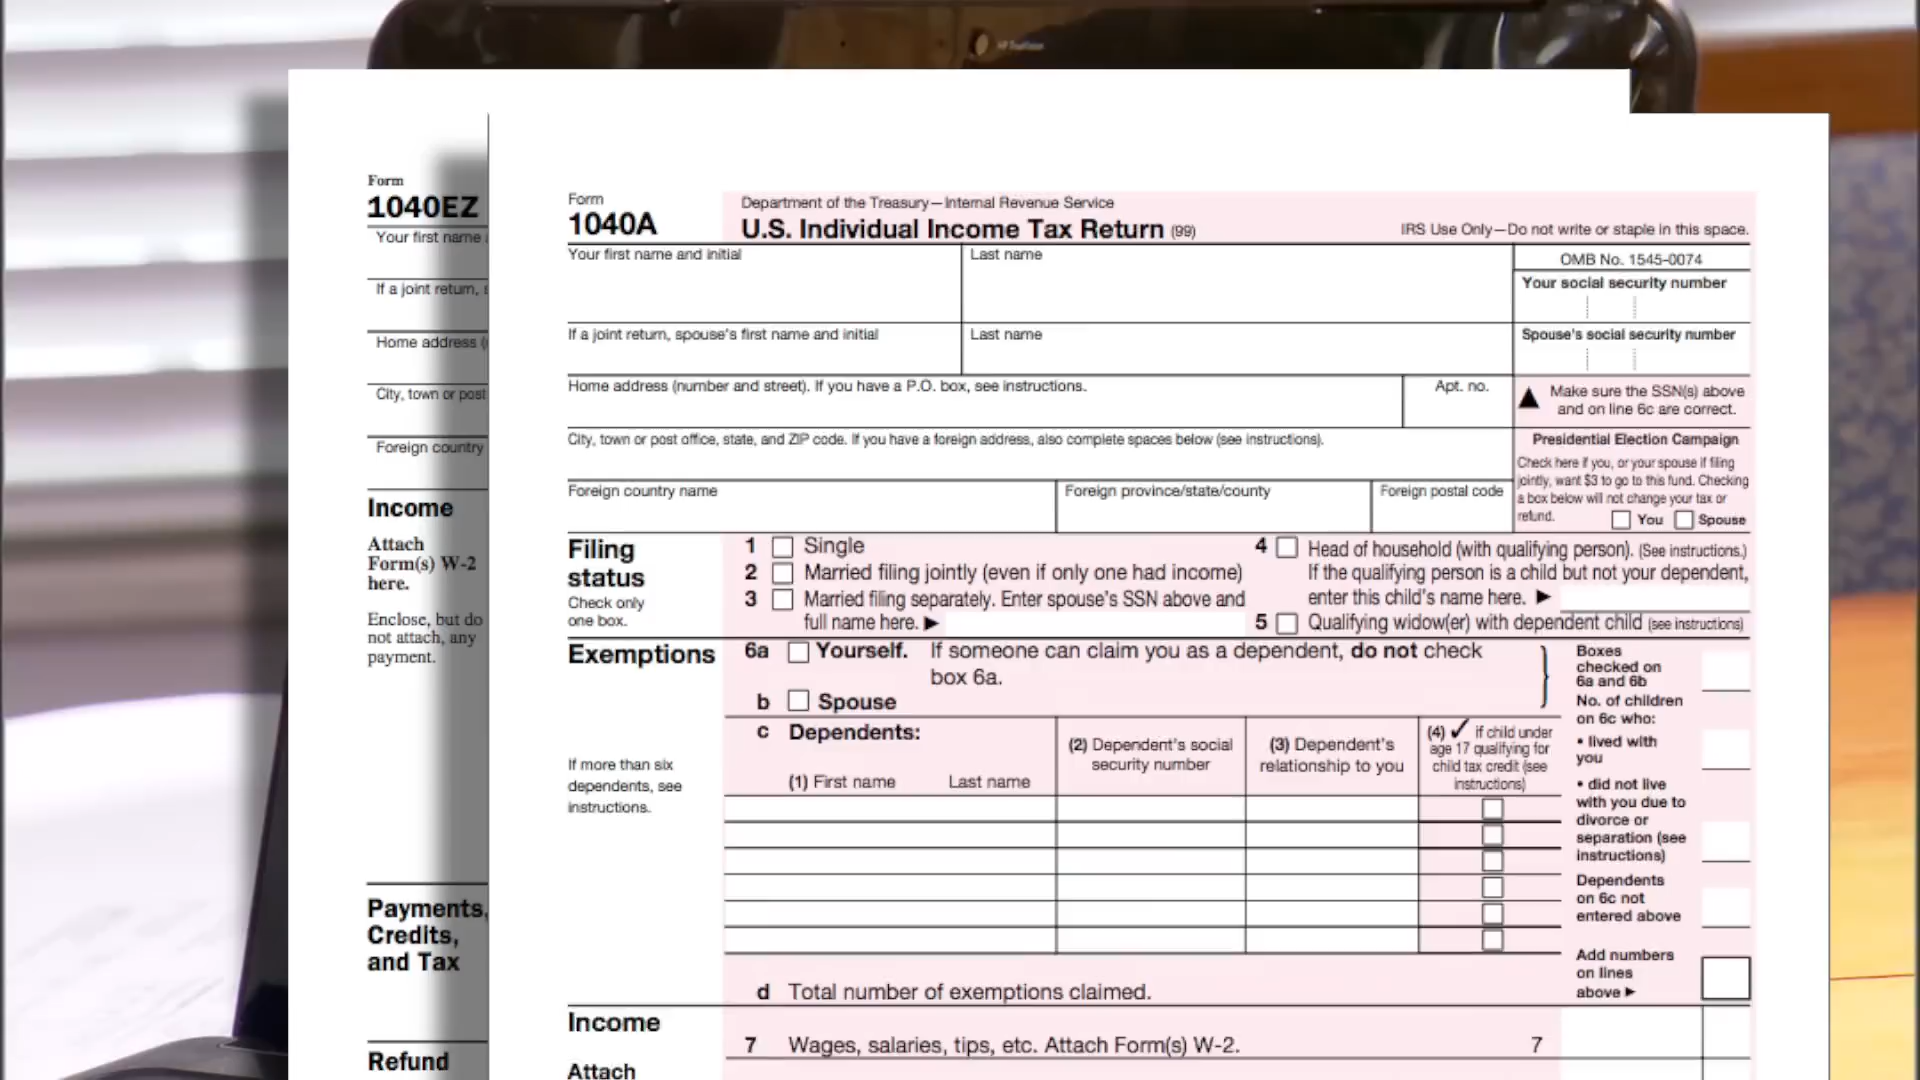 Form
1040EZ
Your first name
If a joint return,
Home address
City, town or post
Foreign country
Income
Attach
Form(s) W-2
here.
Enclose, but do
not attach, any
payment.
Payments,
Credits,
and Tax
Refund
Form
1040A
Department of the Treasury—Internal Revenue Service
U.S. Individual Income Tax Return (99)
IRS Use Only—Do not write or staple in this space.
Your first name and initial
Last name
OMB No. 1545-0074
Your social security number
If a joint return, spouse's first name and initial
Last name
Spouse's social security number
Home address (number and street). If you have a P.O. box, see instructions.
Apt. no.
▲ Make sure the SSN(s) above
and on line 6c are correct.
City, town or post office, state, and ZIP code. If you have a foreign address, also complete spaces below (see instructions).
Presidential Election Campaign
Check here if you, or your spouse if filing
jointly, want $3 to go to this fund. Checking
a box below will not change your tax or
refund. You Spouse
Foreign country name
Foreign province/state/county
Foreign postal code
Filing
status
Check only
one box.
1 Single
2 Married filing jointly (even if only one had income)
3 Married filing separately. Enter spouse's SSN above and
full name here. ▶
4 Head of household (with qualifying person). (See instructions.)
If the qualifying person is a child but not your dependent,
enter this child's name here. ▶
5 Qualifying widow(er) with dependent child (see instructions)
Exemptions
6a Yourself. If someone can claim you as a dependent, do not check
box 6a.
b Spouse
c Dependents:
(1) First name Last name
(2) Dependent's social
security number
(3) Dependent's
relationship to you
(4) ✓ if child under
age 17 qualifying for
child tax credit (see
instructions)
If more than six
dependents, see
instructions.
Boxes
checked on
6a and 6b
No. of children
on 6c who:
• lived with
you
• did not live
with you due to
divorce or
separation (see
instructions)
Dependents
on 6c not
entered above
Add numbers
on lines
above ▶
d Total number of exemptions claimed.
Income
7 Wages, salaries, tips, etc. Attach Form(s) W-2. 7
Attach